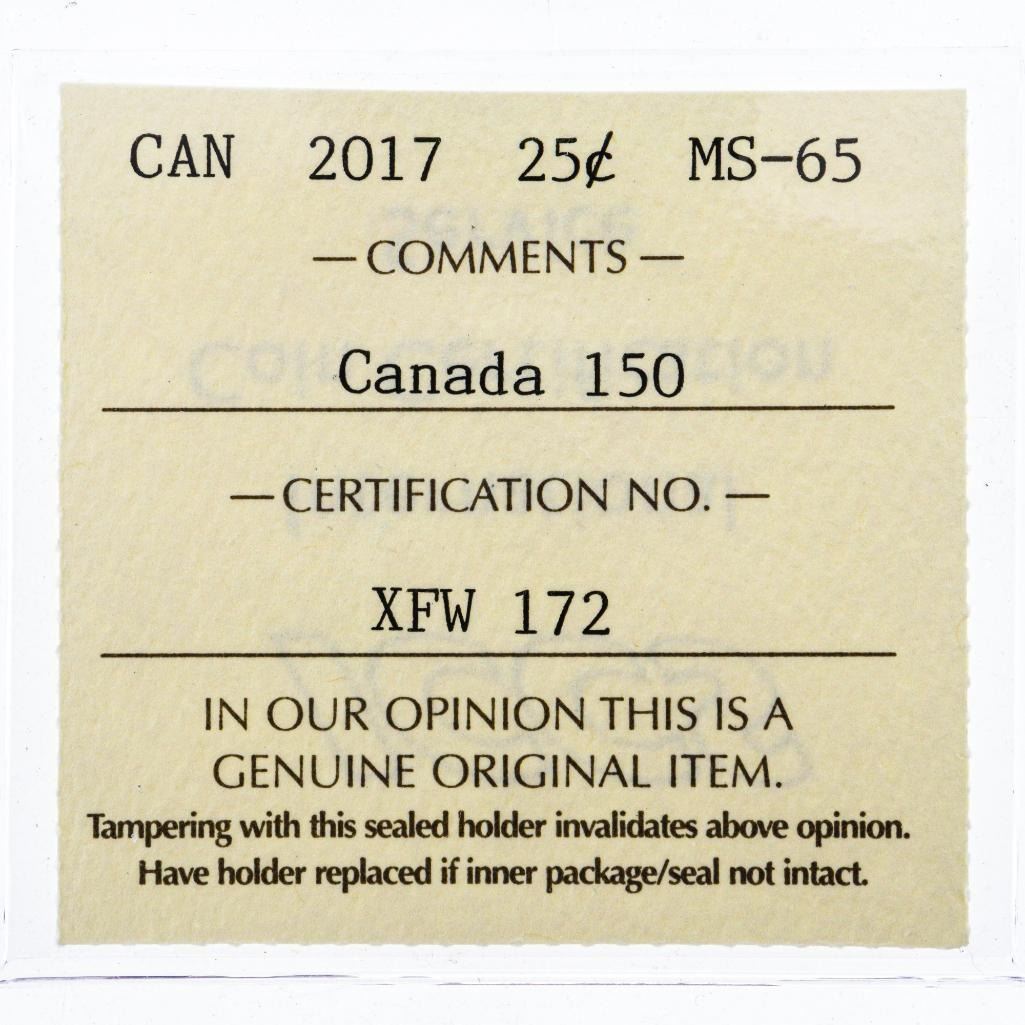 CAN 2017 25¢ MS-65
— COMMENTS —
Canada 150
— CERTIFICATION NO. —
XFW 172
IN OUR OPINION THIS IS A
GENUINE ORIGINAL ITEM.
Tampering with this sealed holder invalidates above opinion.
Have holder replaced if inner package/seal not intact.